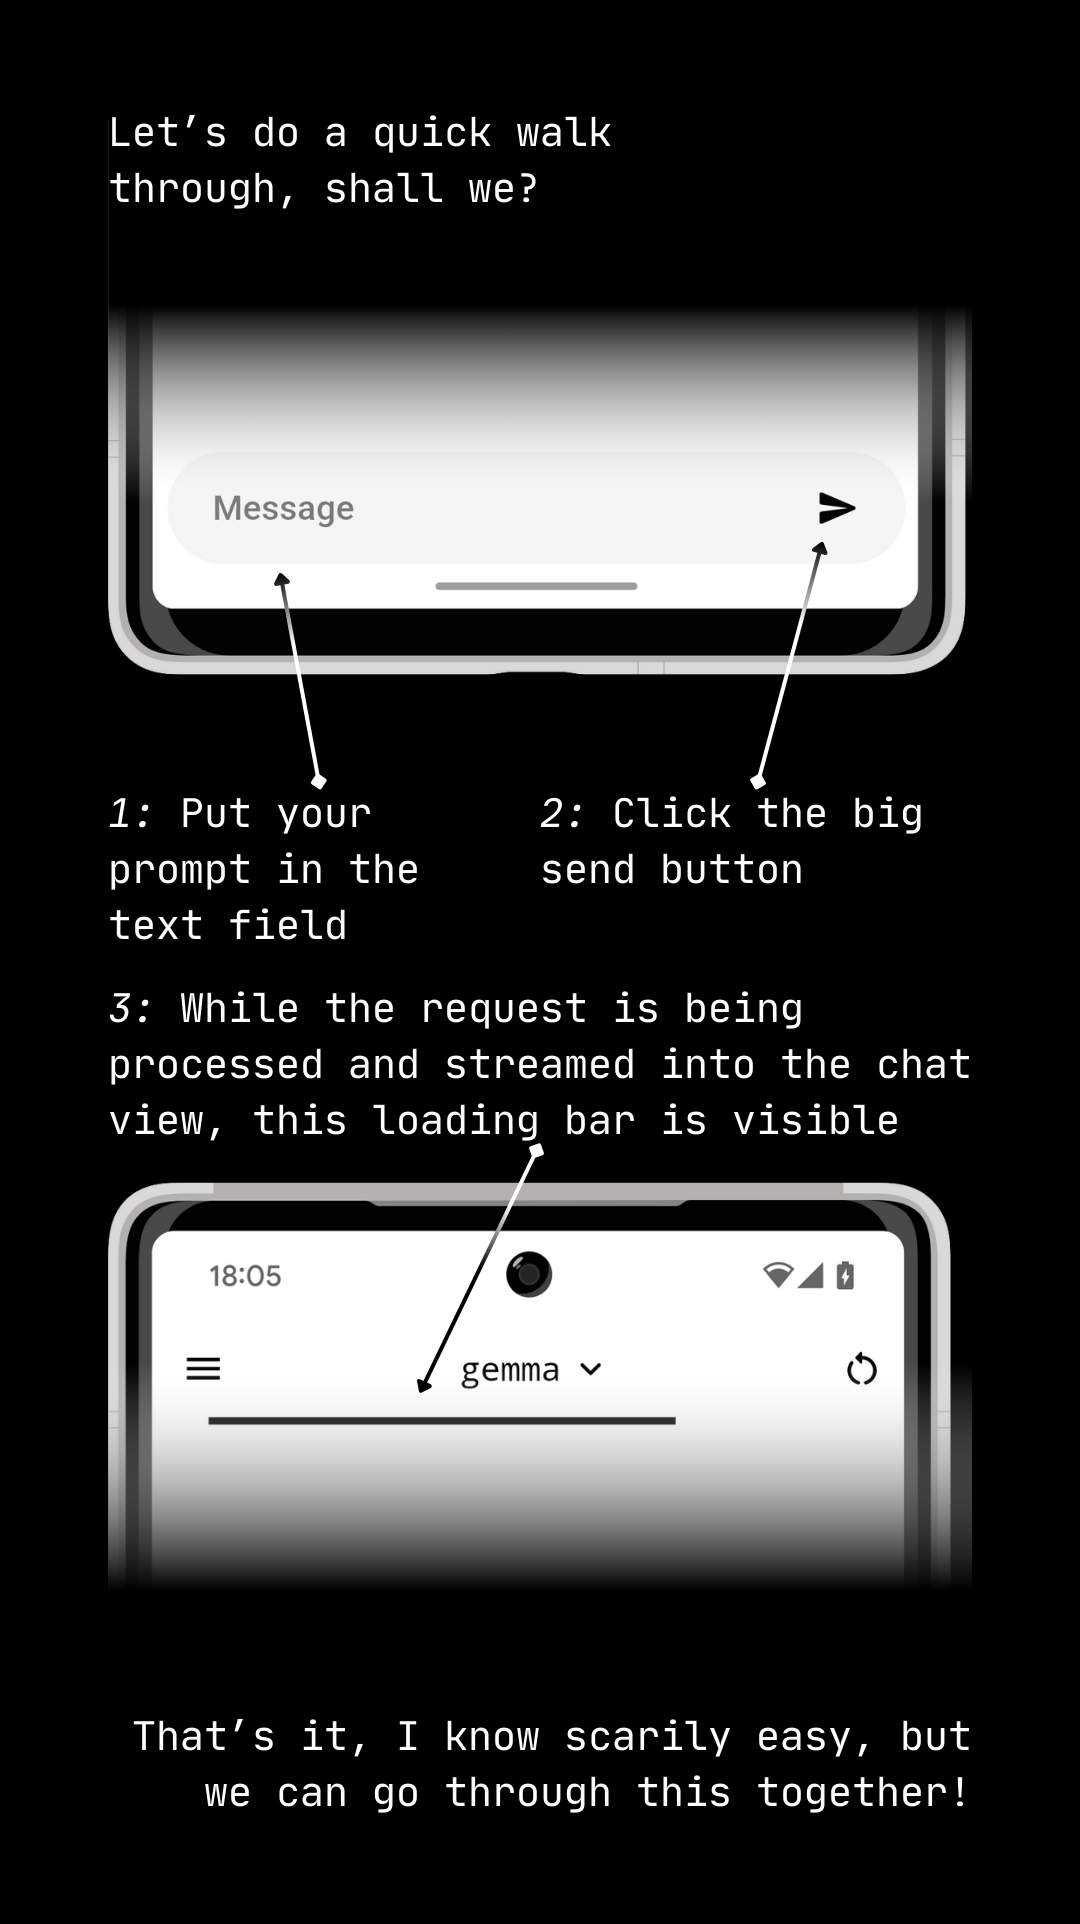 Let’s do a quick walk
through, shall we?
Message
1: Put your
prompt in the
text field
2: Click the big
send button
3: While the request is being
processed and streamed into the chat
view, this loading bar is visible
18:05
gemma
That’s it, I know scarily easy, but
we can go through this together!